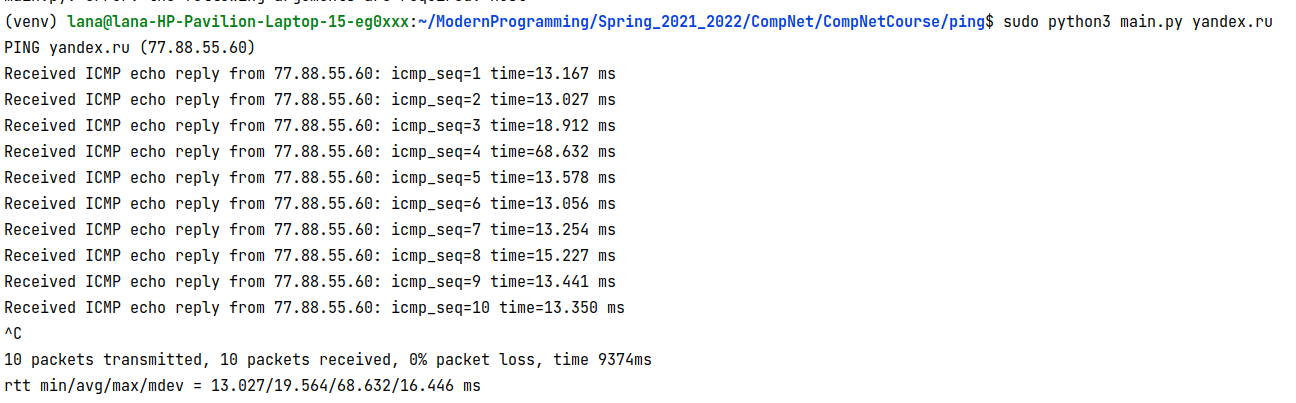 (venv) lana@lana-HP-Pavilion-Laptop-15-eg0xxx:~/ModernProgramming/Spring_2021_2022/CompNet/CompNetCourse/ping$ sudo python3 main.py yandex.ru
PING yandex.ru (77.88.55.60)
Received ICMP echo reply from 77.88.55.60: icmp_seq=1 time=13.167 ms
Received ICMP echo reply from 77.88.55.60: icmp_seq=2 time=13.027 ms
Received ICMP echo reply from 77.88.55.60: icmp_seq=3 time=18.912 ms
Received ICMP echo reply from 77.88.55.60: icmp_seq=4 time=68.632 ms
Received ICMP echo reply from 77.88.55.60: icmp_seq=5 time=13.578 ms
Received ICMP echo reply from 77.88.55.60: icmp_seq=6 time=13.056 ms
Received ICMP echo reply from 77.88.55.60: icmp_seq=7 time=13.254 ms
Received ICMP echo reply from 77.88.55.60: icmp_seq=8 time=15.227 ms
Received ICMP echo reply from 77.88.55.60: icmp_seq=9 time=13.441 ms
Received ICMP echo reply from 77.88.55.60: icmp_seq=10 time=13.350 ms
^C
10 packets transmitted, 10 packets received, 0% packet loss, time 9374ms
rtt min/avg/max/mdev = 13.027/19.564/68.632/16.446 ms